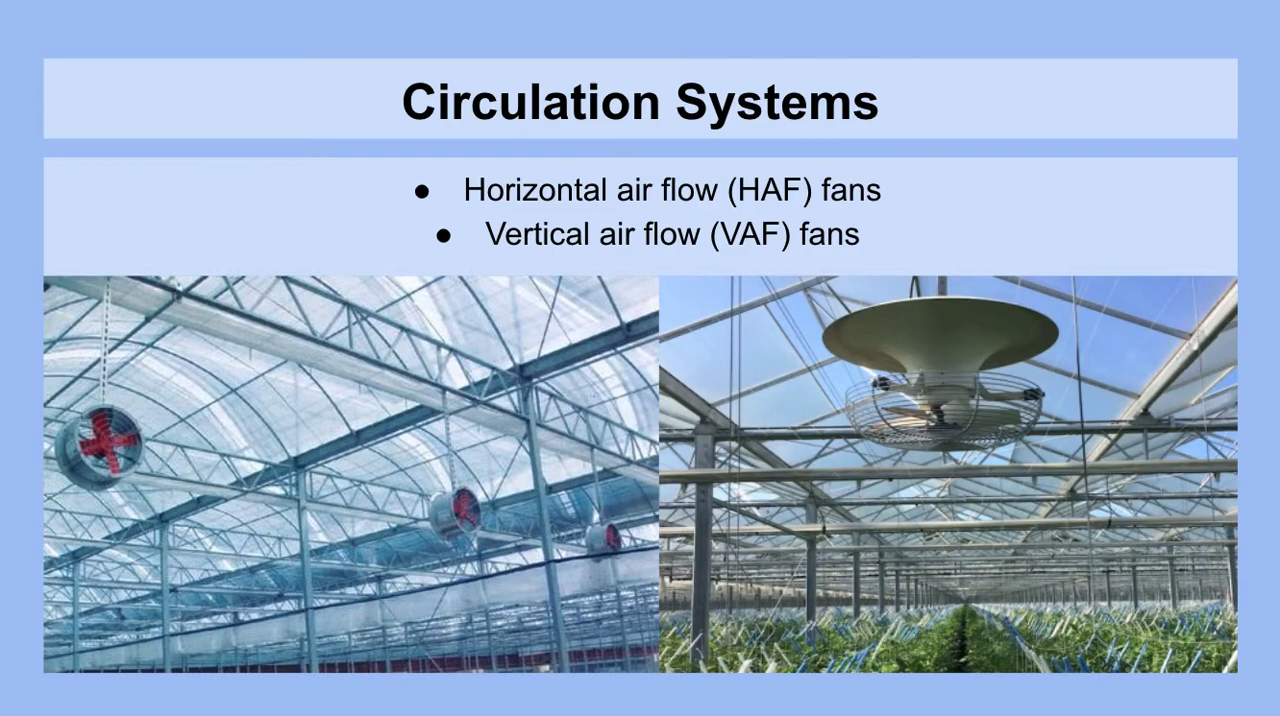 Circulation Systems
● Horizontal air flow (HAF) fans
● Vertical air flow (VAF) fans